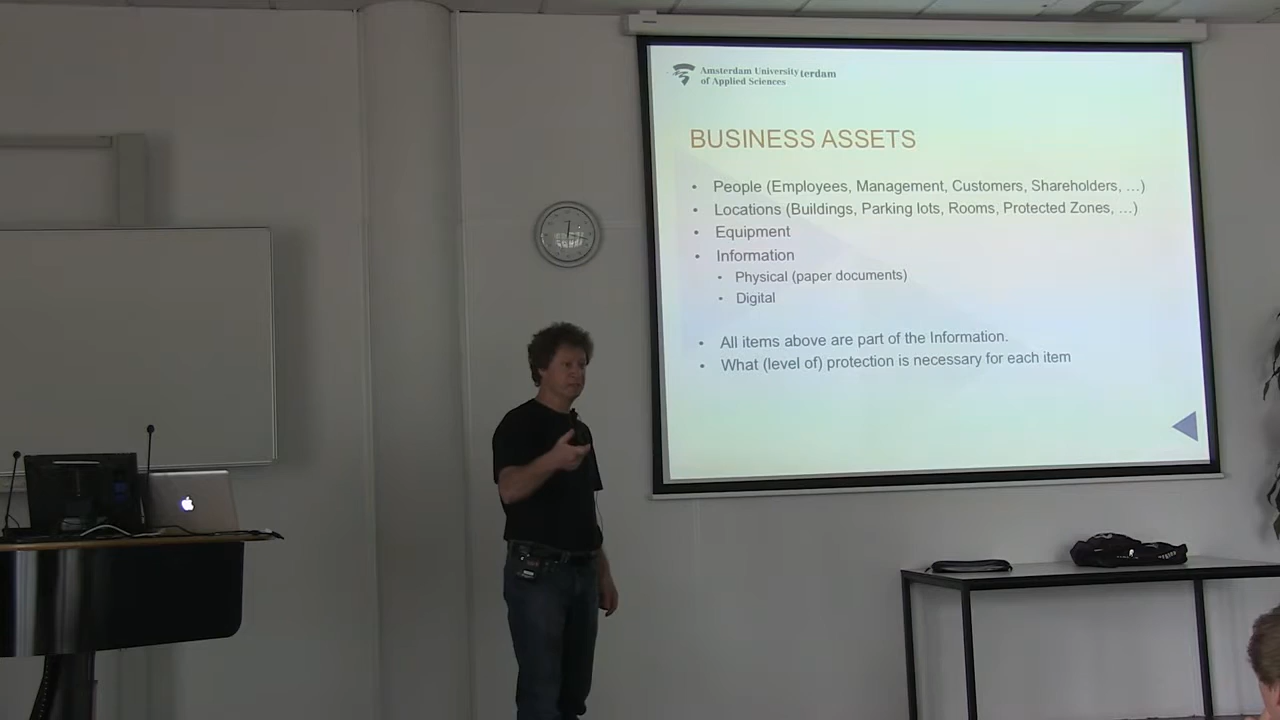 Amsterdam University terdam
of Applied Sciences
BUSINESS ASSETS
• People (Employees, Management, Customers, Shareholders, ...)
• Locations (Buildings, Parking lots, Rooms, Protected Zones, ...)
• Equipment
• Information
• Physical (paper documents)
• Digital
• All items above are part of the Information.
• What (level of) protection is necessary for each item